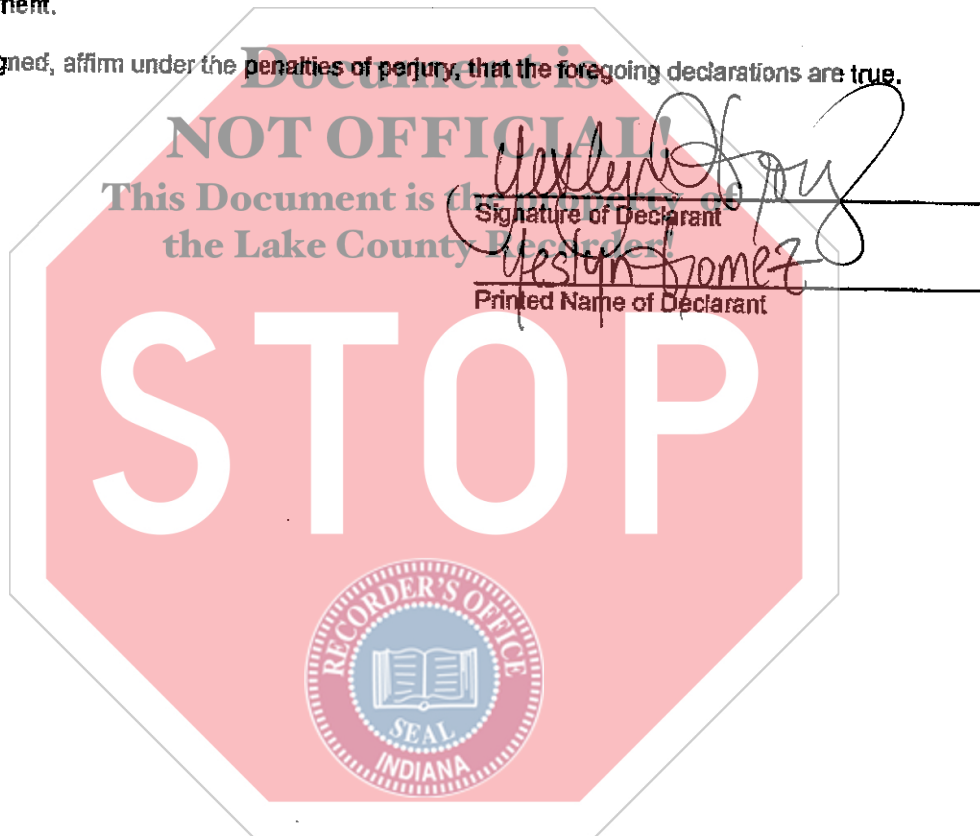 gned, affirm under the penalties of perjury, that the foregoing declarations are true.
Document is
NOT OFFICIAL!
This Document is the property of
the Lake County Recorder!
Signature of Declarant
Yeslyn Gomez
Printed Name of Declarant
STOP
RECORDER'S OFFICE
SEAL
INDIANA